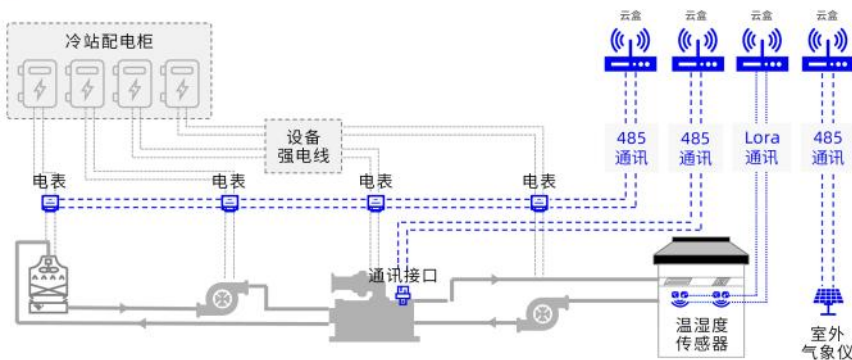 云盒
云盒
云盒
云盒
冷站配电柜
设备
强电线
485
通讯
485
通讯
Lora
通讯
485
通讯
电表
电表
电表
电表
通讯接口
温湿度
传感器
室外
气象仪